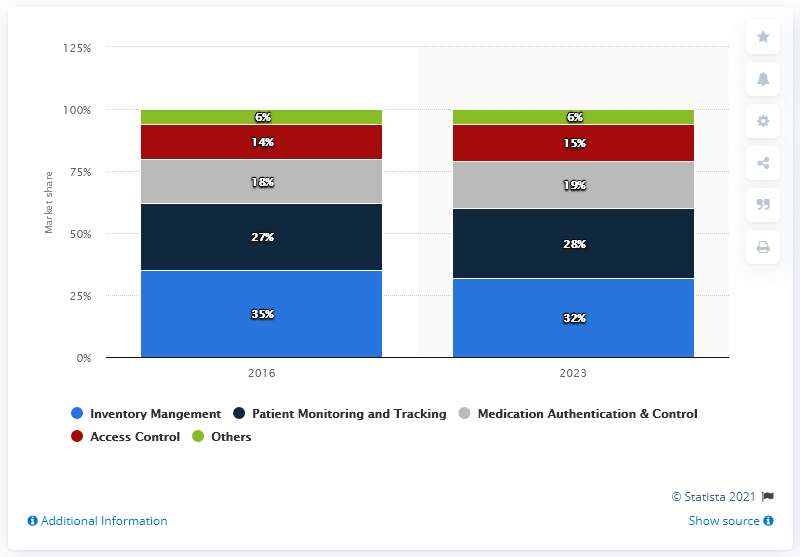 125%
100%
75%
50%
25%
0%
Market share
6%
14%
18%
27%
35%
6%
15%
19%
28%
32%
2016
2023
Inventory Mangement
Patient Monitoring and Tracking
Medication Authentication & Control
Access Control
Others
© Statista 2021
Additional Information
Show source